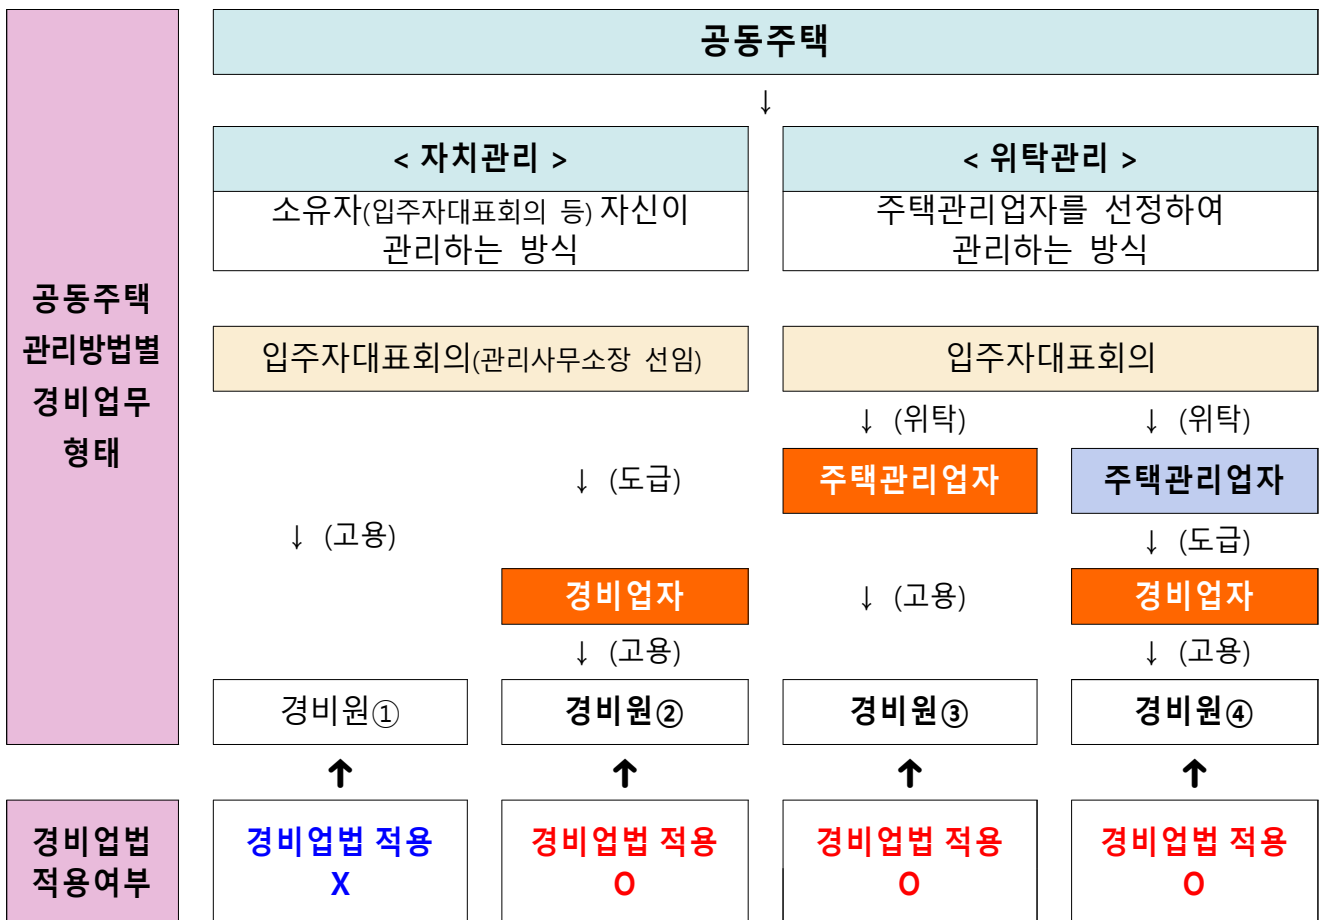 공동주택
↓
< 자치관리 >
< 위탁관리 >
소유자(입주자대표회의 등) 자신이
관리하는 방식
주택관리업자를 선정하여
관리하는 방식
공동주택
관리방법별
경비업무
형태
입주자대표회의(관리사무소장 선임)
입주자대표회의
↓ (위탁)
↓ (위탁)
↓ (도급)
주택관리업자
주택관리업자
↓ (고용)
↓ (도급)
경비업자
↓ (고용)
경비업자
↓ (고용)
↓ (고용)
경비원①
경비원②
경비원③
경비원④
↑
↑
↑
↑
경비업법
적용여부
경비업법 적용
X
경비업법 적용
O
경비업법 적용
O
경비업법 적용
O